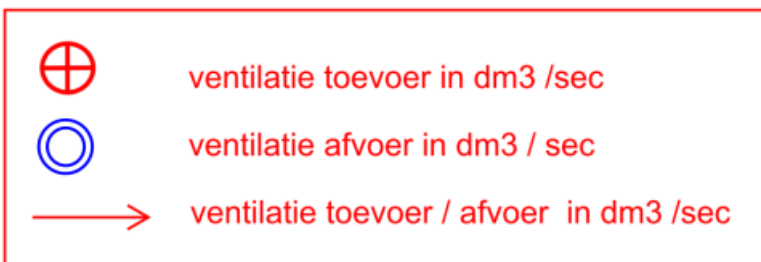 ventilatie toevoer in dm3 /sec
ventilatie afvoer in dm3 / sec
ventilatie toevoer / afvoer in dm3 /sec